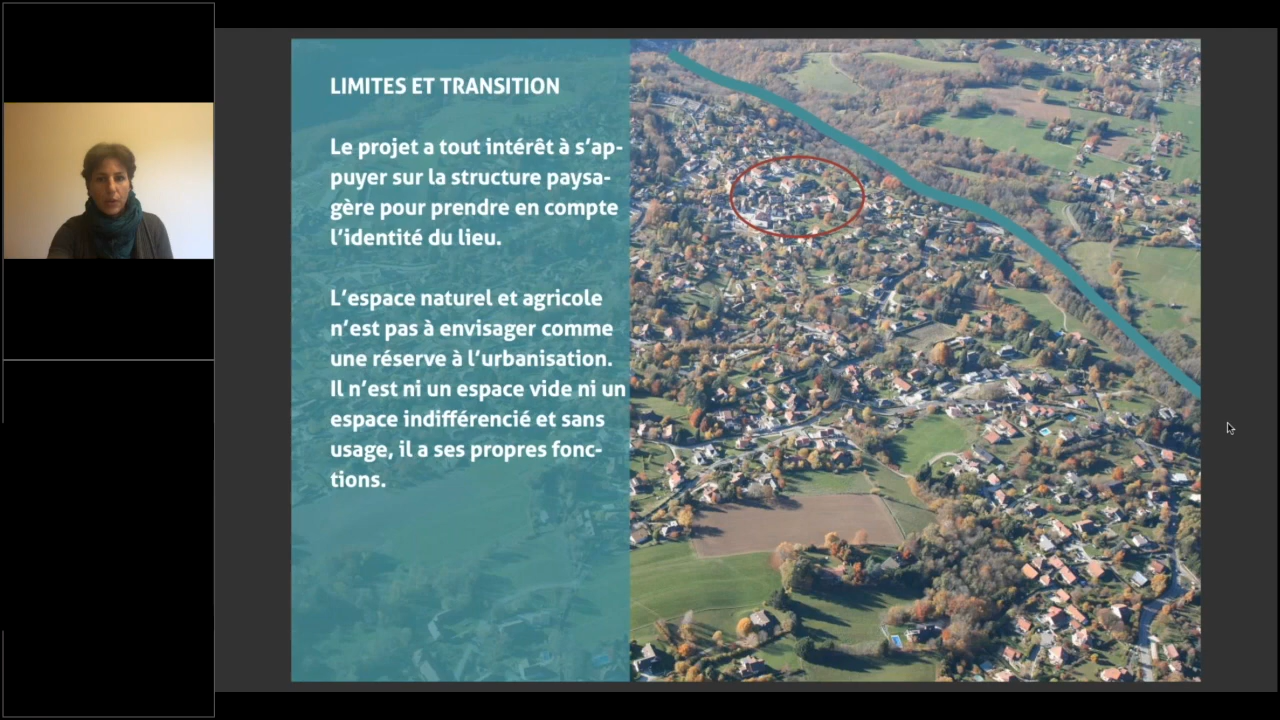 LIMITES ET TRANSITION
Le projet a tout intérêt à s’ap-
puyer sur la structure paysa-
gère pour prendre en compte
l’identité du lieu.
L’espace naturel et agricole
n’est pas à envisager comme
une réserve à l’urbanisation.
Il n’est ni un espace vide ni un
espace indifférencié et sans
usage, il a ses propres fonc-
tions.